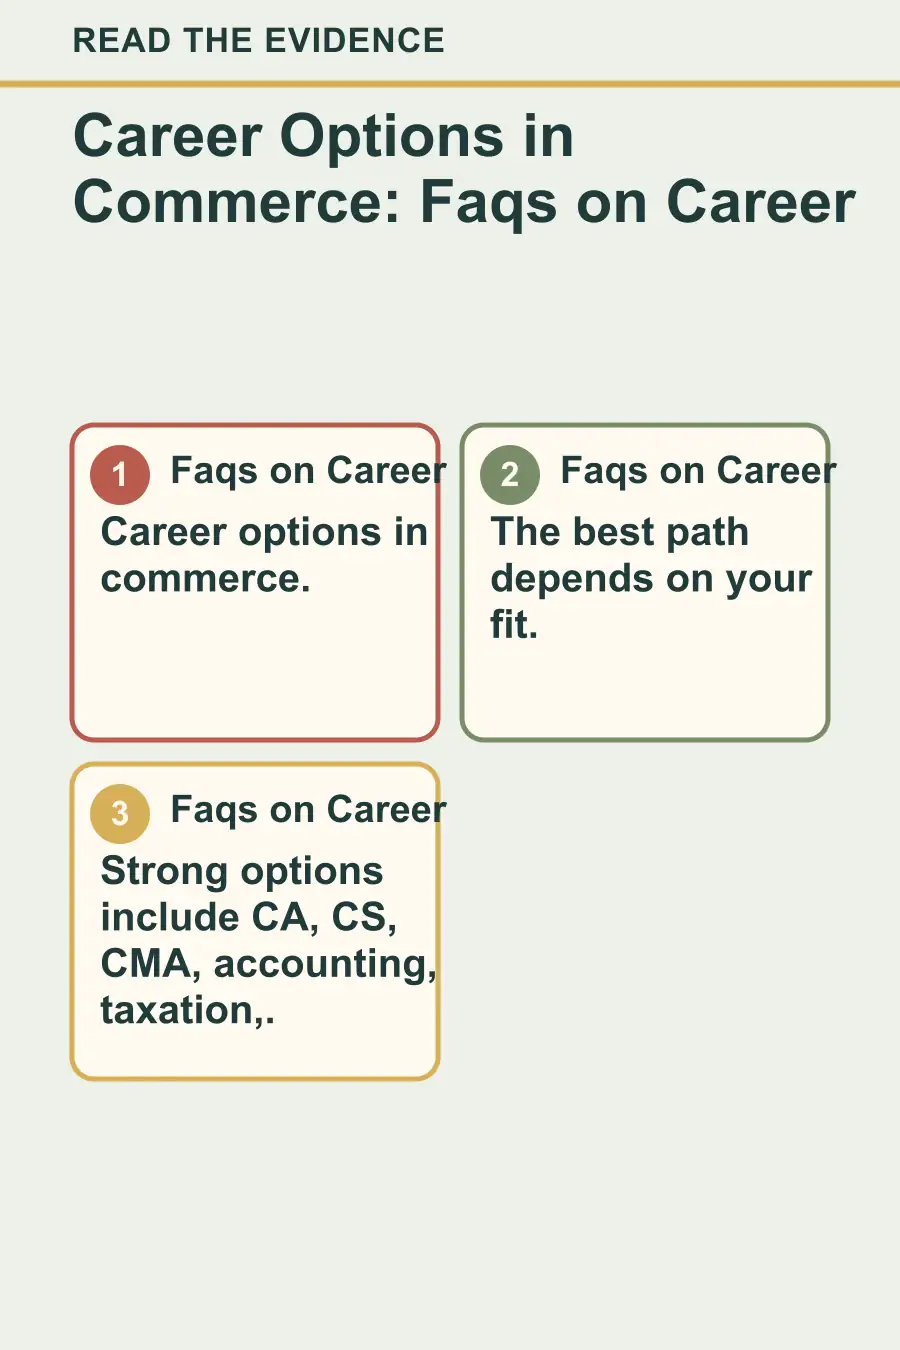 READ THE EVIDENCE
Career Options in
Commerce: Faqs on Career
1 Faqs on Career
Career options in
commerce.
2 Faqs on Career
The best path
depends on your
fit.
3 Faqs on Career
Strong options
include CA, CS,
CMA, accounting,
taxation,.